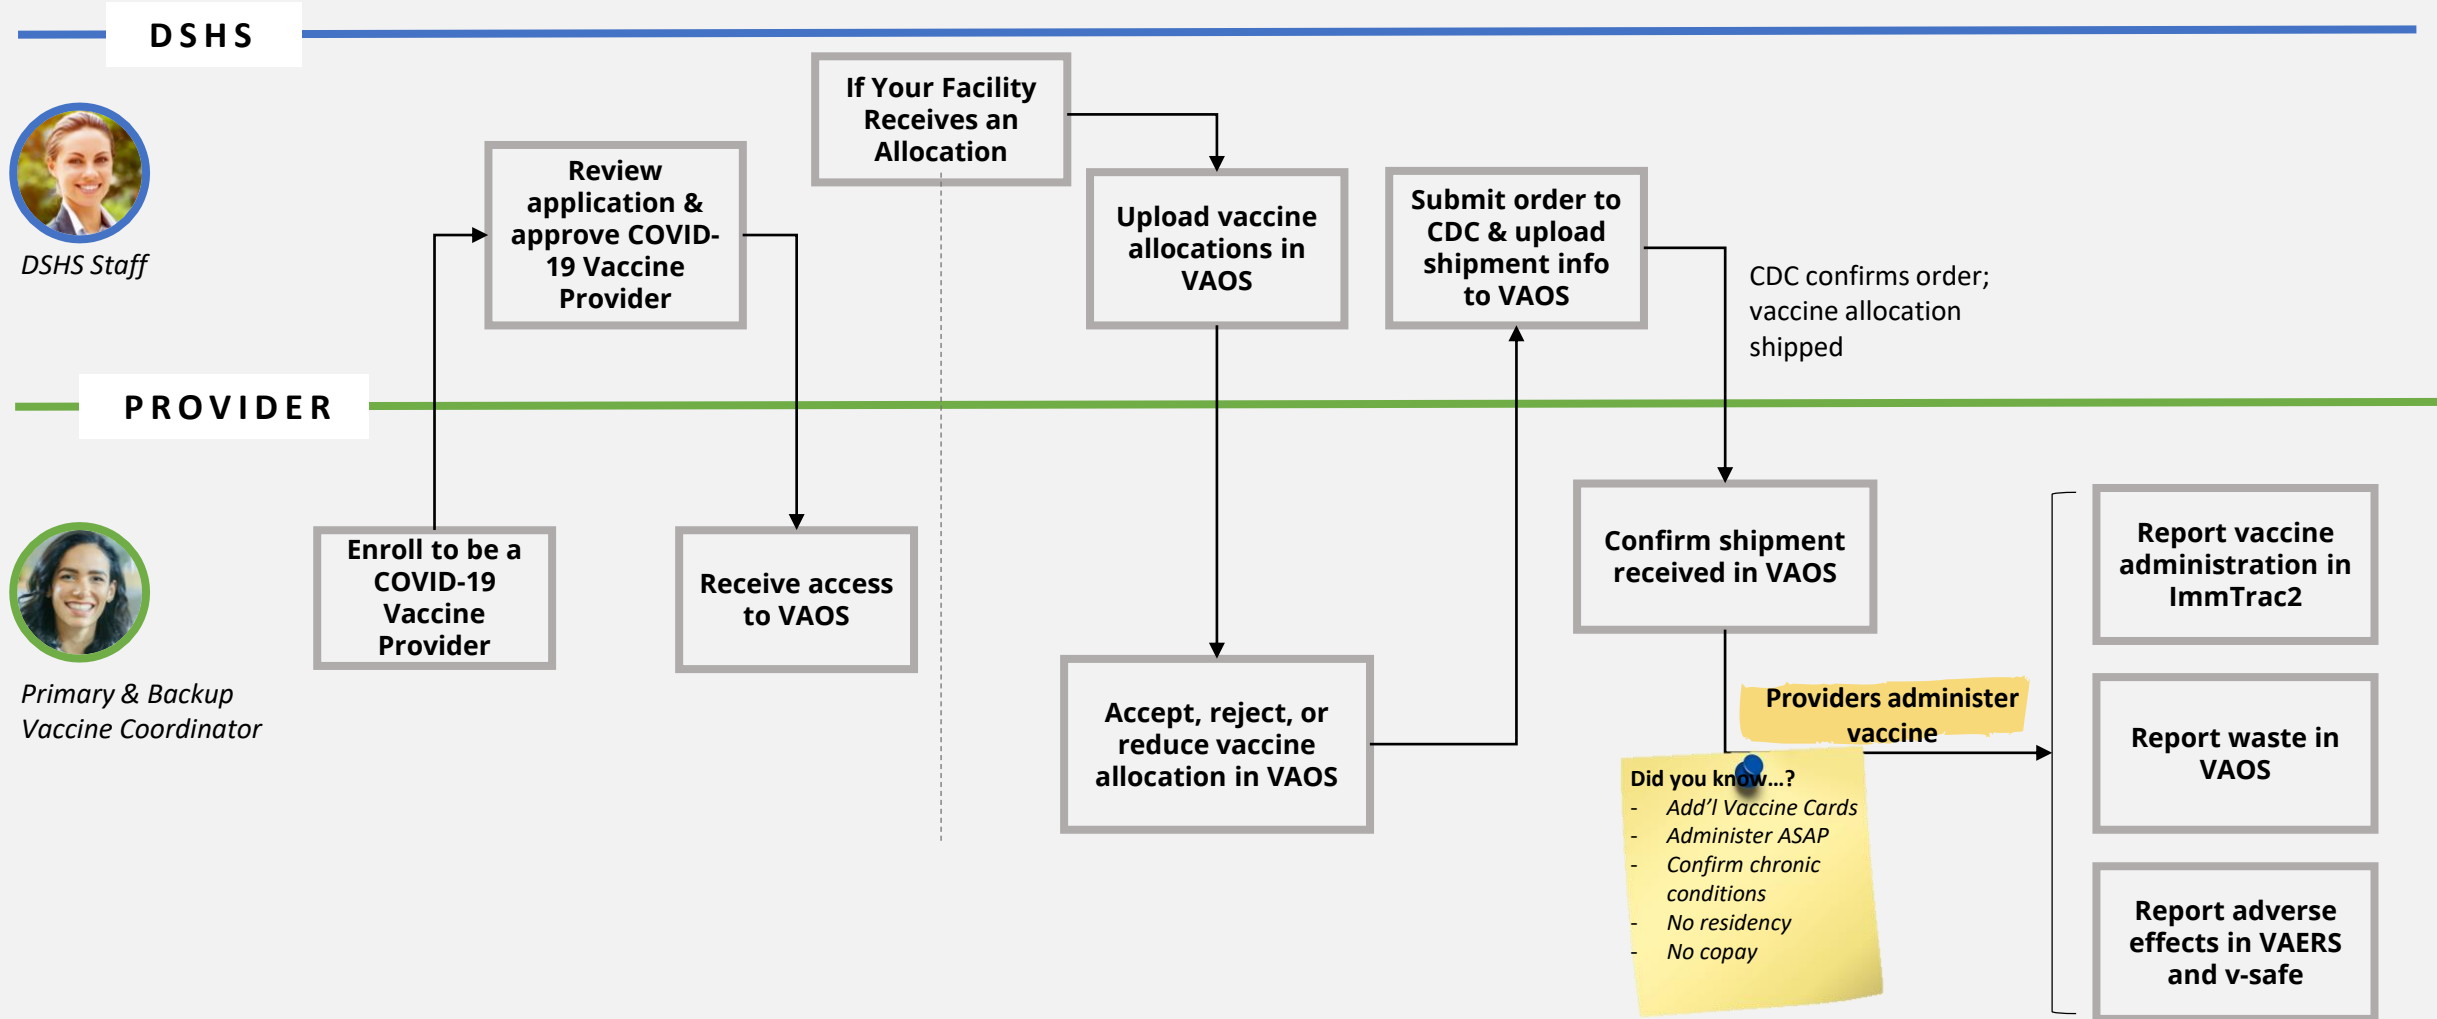 DSHS
If Your Facility
Receives an
Allocation
Review
application &
approve COVID-
19 Vaccine
Provider
Upload vaccine
allocations in
VAOS
Submit order to
CDC & upload
shipment info
to VAOS
DSHS Staff
CDC confirms order;
vaccine allocation
shipped
PROVIDER
Enroll to be a
COVID-19
Vaccine
Provider
Receive access
to VAOS
Confirm shipment
received in VAOS
Report vaccine
administration in
ImmTrac2
Primary & Backup
Vaccine Coordinator
Accept, reject, or
reduce vaccine
allocation in VAOS
Providers administer
vaccine
Report waste in
VAOS
Did you know...?
- Add’l Vaccine Cards
- Administer ASAP
- Confirm chronic
conditions
- No residency
- No copay
Report adverse
effects in VAERS
and v-safe